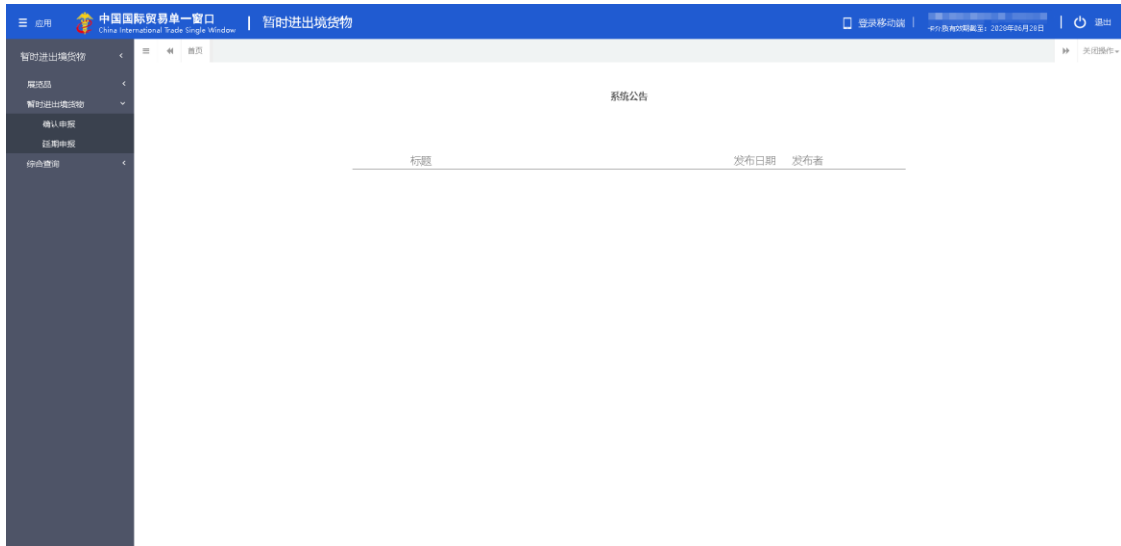 应用
中国国际贸易单一窗口
China International Trade Single Window
暂时进出境货物
登录移动端
卡介质有效期截至：2028年06月28日
退出
暂时进出境货物
首页
关闭操作
展览品
暂时进出境货物
确认申报
延期申报
综合查询
系统公告
标题 发布日期 发布者